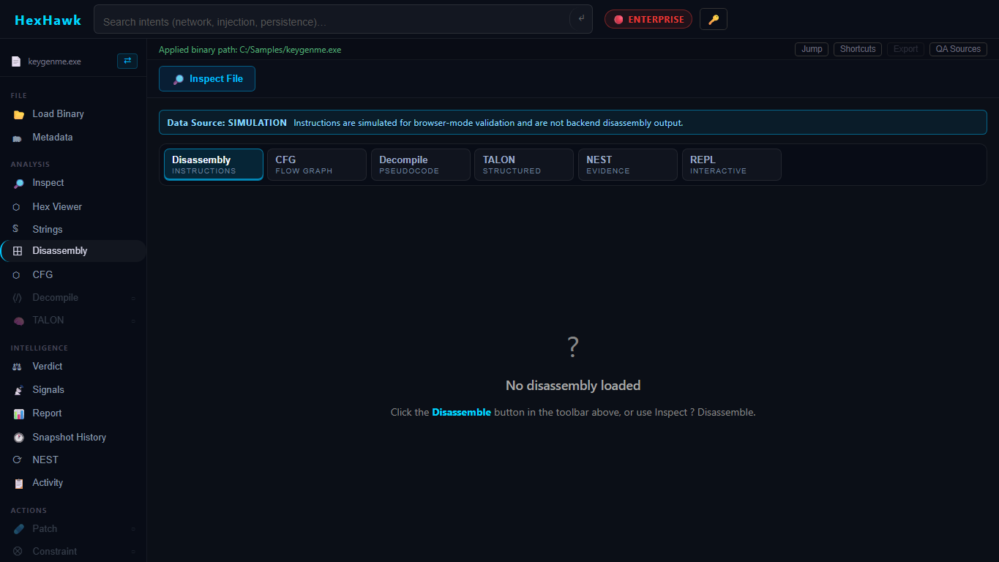 HexHawk
Search intents (network, injection, persistence)…
ENTERPRISE
keygenme.exe
Applied binary path: C:/Samples/keygenme.exe
Jump
Shortcuts
Export
QA Sources
Inspect File
FILE
Load Binary
Metadata
ANALYSIS
Inspect
Hex Viewer
Strings
Disassembly
CFG
Decompile
TALON
INTELLIGENCE
Verdict
Signals
Report
Snapshot History
NEST
Activity
ACTIONS
Patch
Constraint
Data Source: SIMULATION Instructions are simulated for browser-mode validation and are not backend disassembly output.
Disassembly
INSTRUCTIONS
CFG
FLOW GRAPH
Decompile
PSEUDOCODE
TALON
STRUCTURED
NEST
EVIDENCE
REPL
INTERACTIVE
?
No disassembly loaded
Click the Disassemble button in the toolbar above, or use Inspect ? Disassemble.